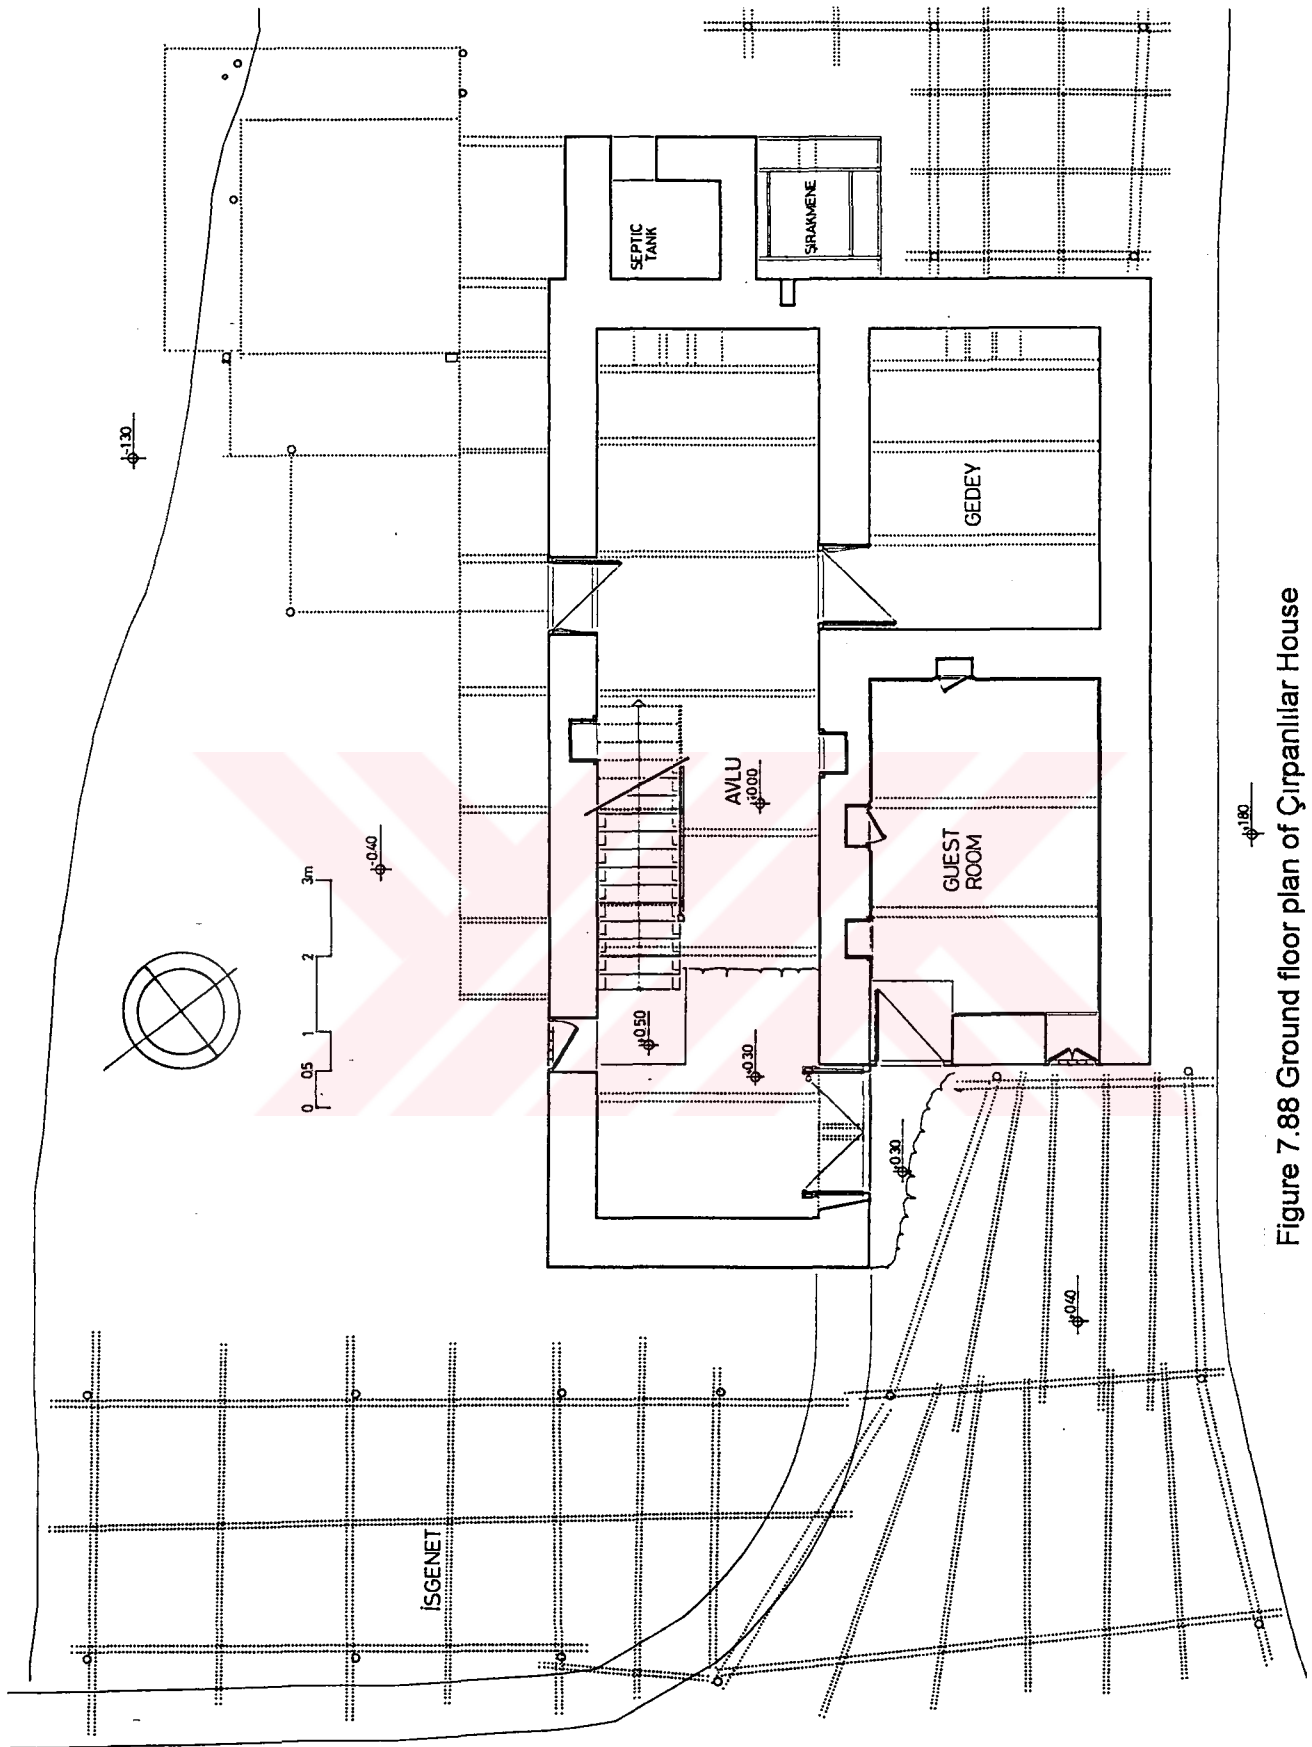 -1.30
-0.40
0 0.5 1 2 3m
SEPTIC
TANK
ŞIRAKMENE
GEDEY
AVLU
±0.00
GUEST
ROOM
+0.50
+0.30
+0.30
+0.40
+1.80
İSGENET
Figure 7.88 Ground floor plan of Çırpanlılar House